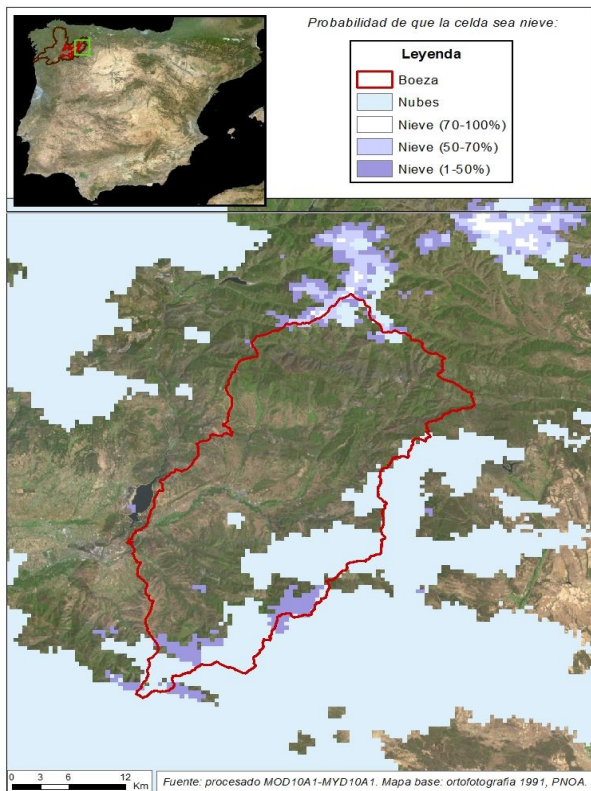 Probabilidad de que la celda sea nieve:
Leyenda
Boeza
Nubes
Nieve (70-100%)
Nieve (50-70%)
Nieve (1-50%)
0 3 6 12
Km
Fuente: procesado MOD10A1-MYD10A1. Mapa base: ortofotografía 1991, PNOA.